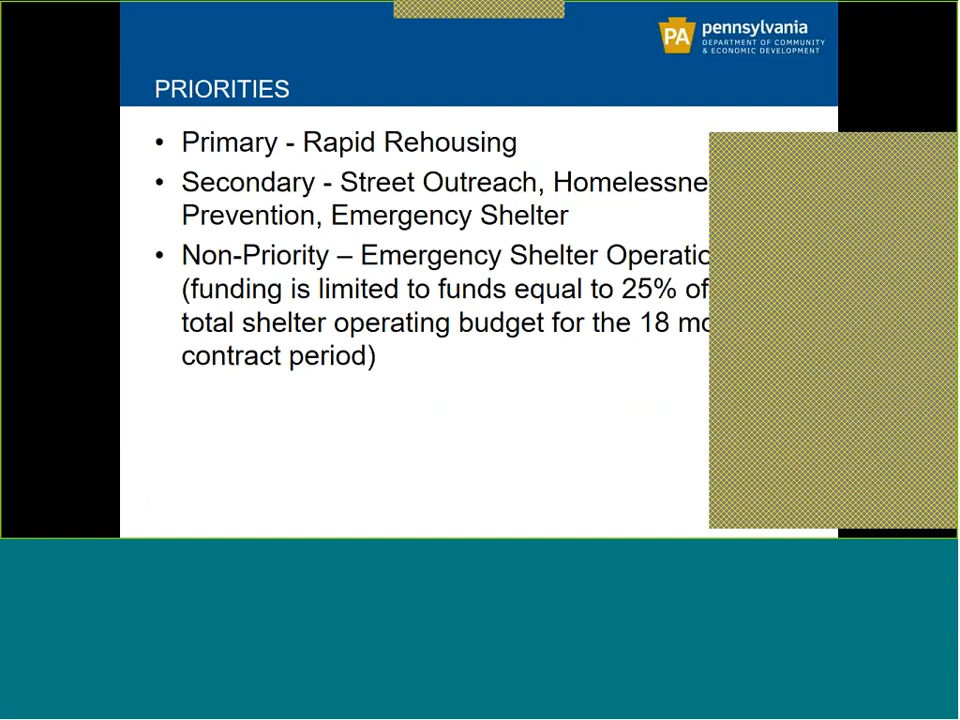 PA pennsylvania
DEPARTMENT OF COMMUNITY
& ECONOMIC DEVELOPMENT
PRIORITIES
• Primary - Rapid Rehousing
• Secondary - Street Outreach, Homelessne
Prevention, Emergency Shelter
• Non-Priority – Emergency Shelter Operatio
(funding is limited to funds equal to 25% of
total shelter operating budget for the 18 mo
contract period)